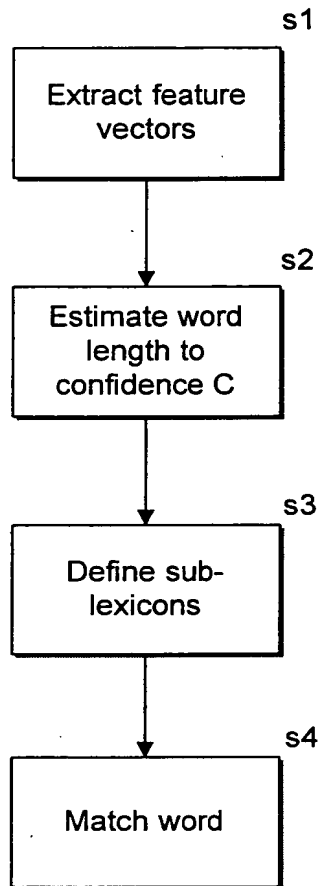 s1
Extract feature
vectors
s2
Estimate word
length to
confidence C
s3
Define sub-
lexicons
s4
Match word